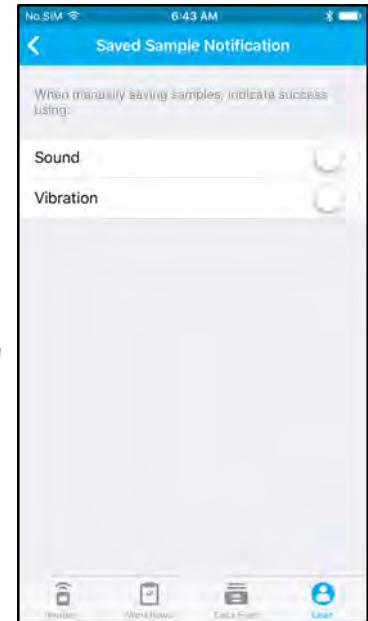 No SIM 6:43 AM
Saved Sample Notification
When manually saving samples, indicate success
using:
Sound
Vibration
Workflows Data Files User